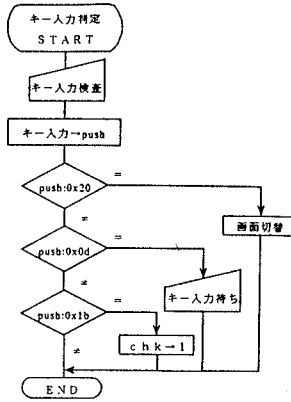 キー入力判定
START
キー入力検査
キー入力→push
push:0x20
=
≠
画面切替
push:0x0d
=
≠
キー入力待ち
push:0x1b
=
≠
chk→1
END